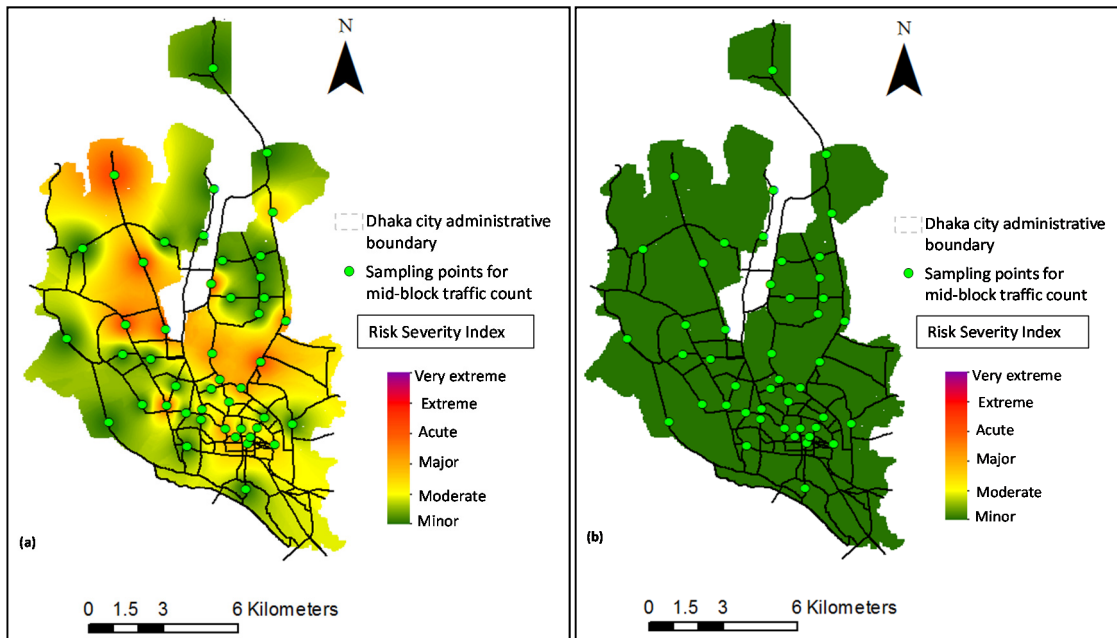 N
Dhaka city administrative
boundary
Sampling points for
mid-block traffic count
Risk Severity Index
Very extreme
Extreme
Acute
Major
Moderate
Minor
(a)
0 1.5 3 6 Kilometers
N
Dhaka city administrative
boundary
Sampling points for
mid-block traffic count
Risk Severity Index
Very extreme
Extreme
Acute
Major
Moderate
Minor
(b)
0 1.5 3 6 Kilometers